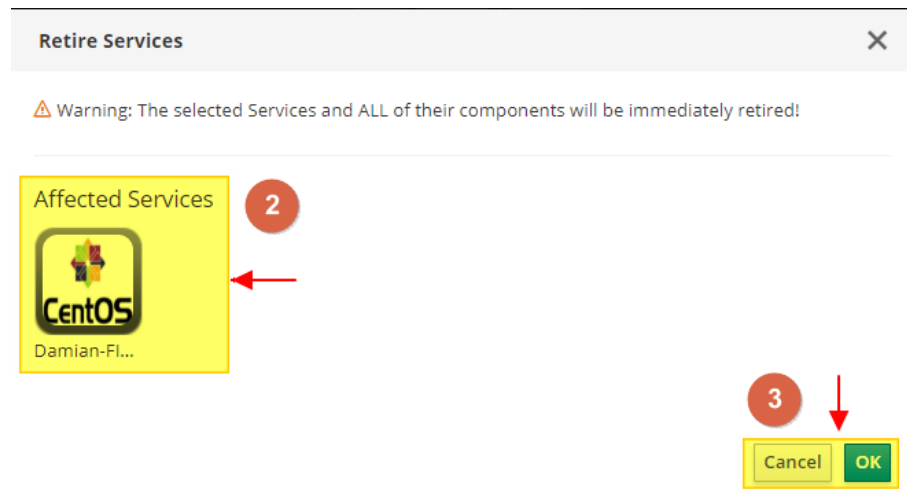 Retire Services
Warning: The selected Services and ALL of their components will be immediately retired!
Affected Services
2
CentOS
Damian-Fl...
3
Cancel OK